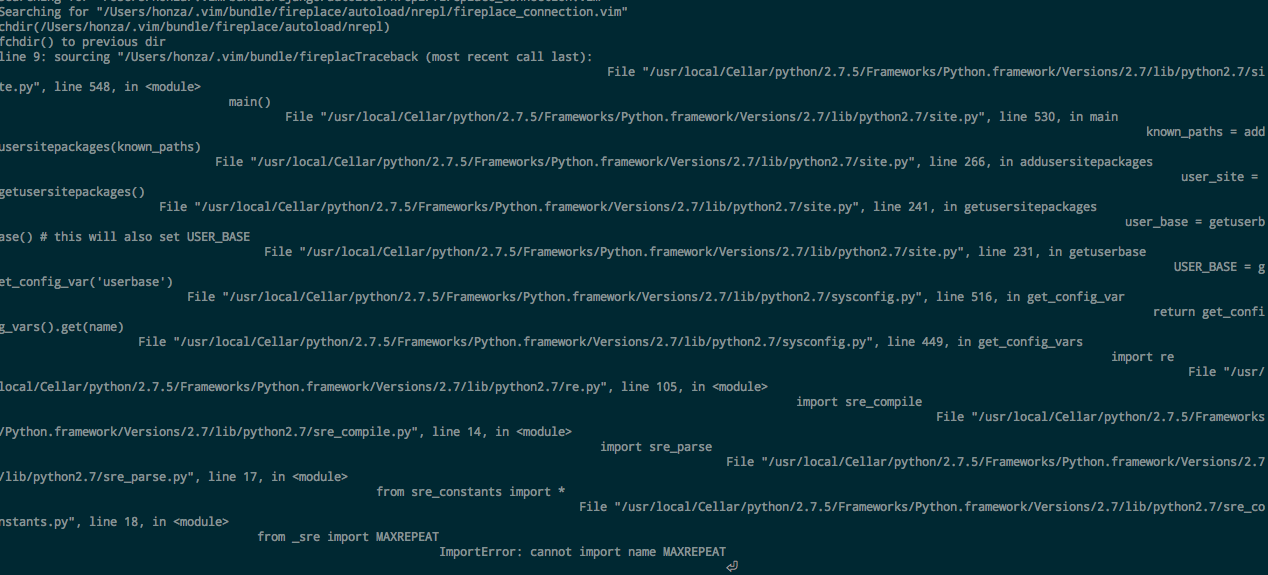 Searching for "/Users/honza/.vim/bundle/fireplace/autoload/nrepl/fireplace_connection.vim"
chdir(/Users/honza/.vim/bundle/fireplace/autoload/nrepl)
fchdir() to previous dir
line 9: sourcing "/Users/honza/.vim/bundle/fireplacTraceback (most recent call last):
File "/usr/local/Cellar/python/2.7.5/Frameworks/Python.framework/Versions/2.7/lib/python2.7/si
te.py", line 548, in <module>
main()
File "/usr/local/Cellar/python/2.7.5/Frameworks/Python.framework/Versions/2.7/lib/python2.7/site.py", line 530, in main
known_paths = add
usersitepackages(known_paths)
File "/usr/local/Cellar/python/2.7.5/Frameworks/Python.framework/Versions/2.7/lib/python2.7/site.py", line 266, in addusersitepackages
user_site =
getusersitepackages()
File "/usr/local/Cellar/python/2.7.5/Frameworks/Python.framework/Versions/2.7/lib/python2.7/site.py", line 241, in getusersitepackages
user_base = getuserb
ase() # this will also set USER_BASE
File "/usr/local/Cellar/python/2.7.5/Frameworks/Python.framework/Versions/2.7/lib/python2.7/site.py", line 231, in getuserbase
USER_BASE = g
et_config_var('userbase')
File "/usr/local/Cellar/python/2.7.5/Frameworks/Python.framework/Versions/2.7/lib/python2.7/sysconfig.py", line 516, in get_config_var
return get_confi
g_vars().get(name)
File "/usr/local/Cellar/python/2.7.5/Frameworks/Python.framework/Versions/2.7/lib/python2.7/sysconfig.py", line 449, in get_config_vars
import re
File "/usr/
local/Cellar/python/2.7.5/Frameworks/Python.framework/Versions/2.7/lib/python2.7/re.py", line 105, in <module>
import sre_compile
File "/usr/local/Cellar/python/2.7.5/Frameworks
/Python.framework/Versions/2.7/lib/python2.7/sre_compile.py", line 14, in <module>
import sre_parse
File "/usr/local/Cellar/python/2.7.5/Frameworks/Python.framework/Versions/2.7
/lib/python2.7/sre_parse.py", line 17, in <module>
from sre_constants import *
File "/usr/local/Cellar/python/2.7.5/Frameworks/Python.framework/Versions/2.7/lib/python2.7/sre_co
nstants.py", line 18, in <module>
from _sre import MAXREPEAT
ImportError: cannot import name MAXREPEAT
⏎